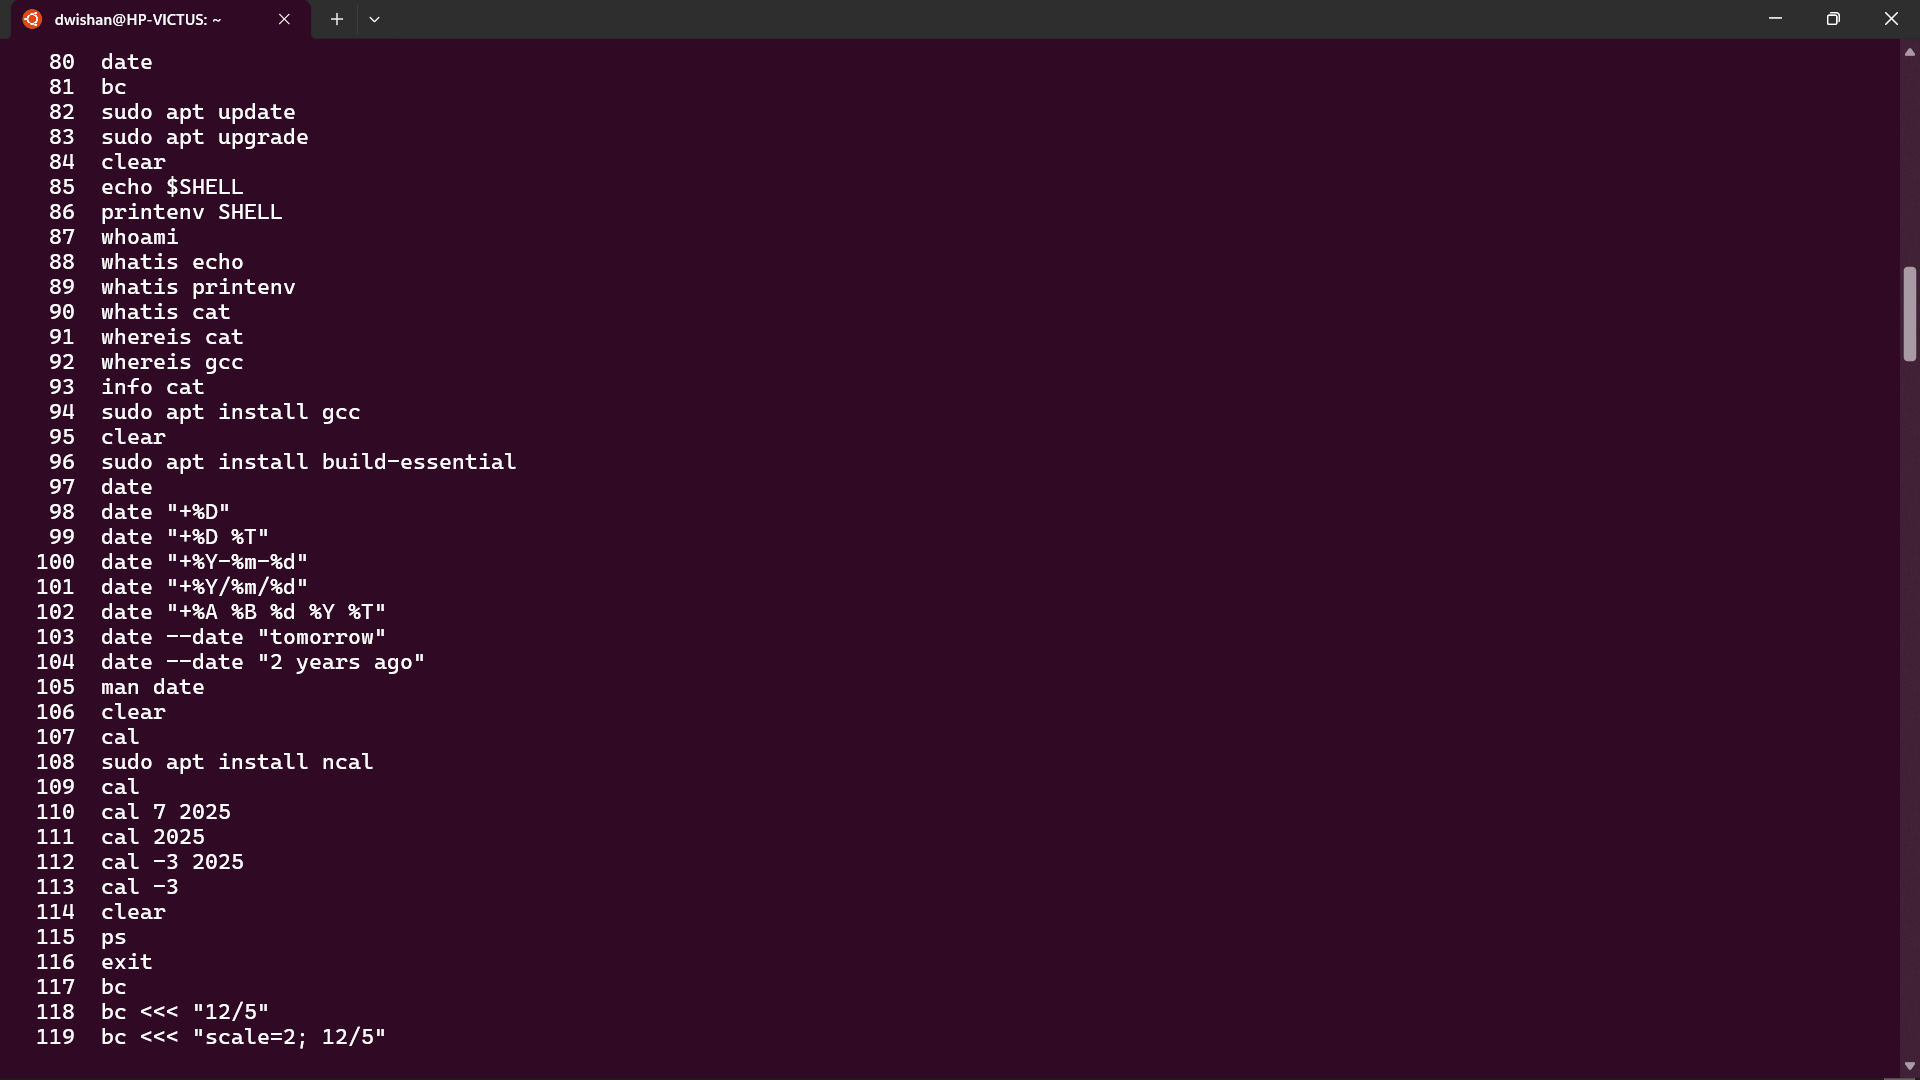 dwishan@HP-VICTUS: ~
80  date
81  bc
82  sudo apt update
83  sudo apt upgrade
84  clear
85  echo $SHELL
86  printenv SHELL
87  whoami
88  whatis echo
89  whatis printenv
90  whatis cat
91  whereis cat
92  whereis gcc
93  info cat
94  sudo apt install gcc
95  clear
96  sudo apt install build-essential
97  date
98  date "+%D"
99  date "+%D %T"
100  date "+%Y-%m-%d"
101  date "+%Y/%m/%d"
102  date "+%A %B %d %Y %T"
103  date --date "tomorrow"
104  date --date "2 years ago"
105  man date
106  clear
107  cal
108  sudo apt install ncal
109  cal
110  cal 7 2025
111  cal 2025
112  cal -3 2025
113  cal -3
114  clear
115  ps
116  exit
117  bc
118  bc <<< "12/5"
119  bc <<< "scale=2; 12/5"